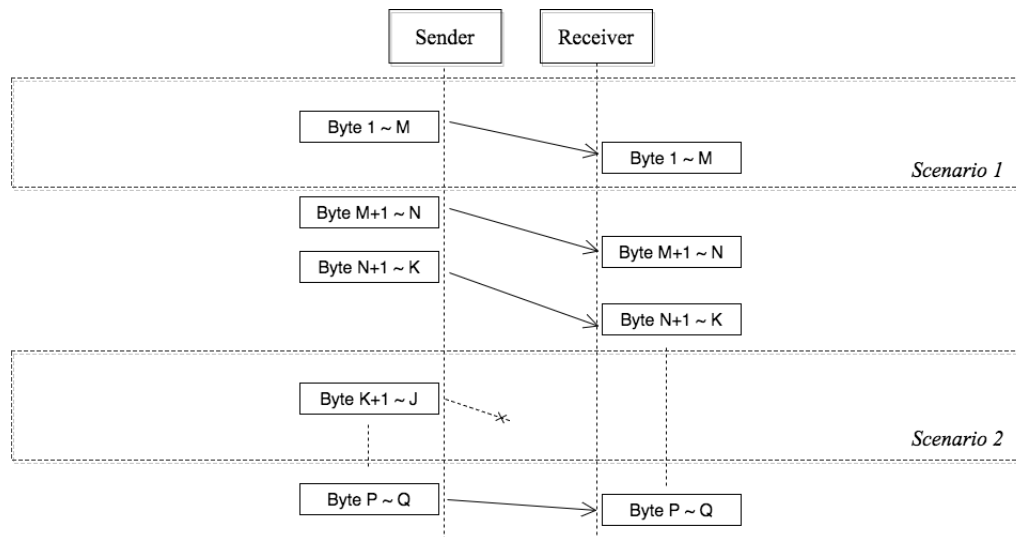 Sender
Receiver
Byte 1 ~ M
Byte 1 ~ M
Scenario 1
Byte M+1 ~ N
Byte M+1 ~ N
Byte N+1 ~ K
Byte N+1 ~ K
Byte K+1 ~ J
Scenario 2
Byte P ~ Q
Byte P ~ Q